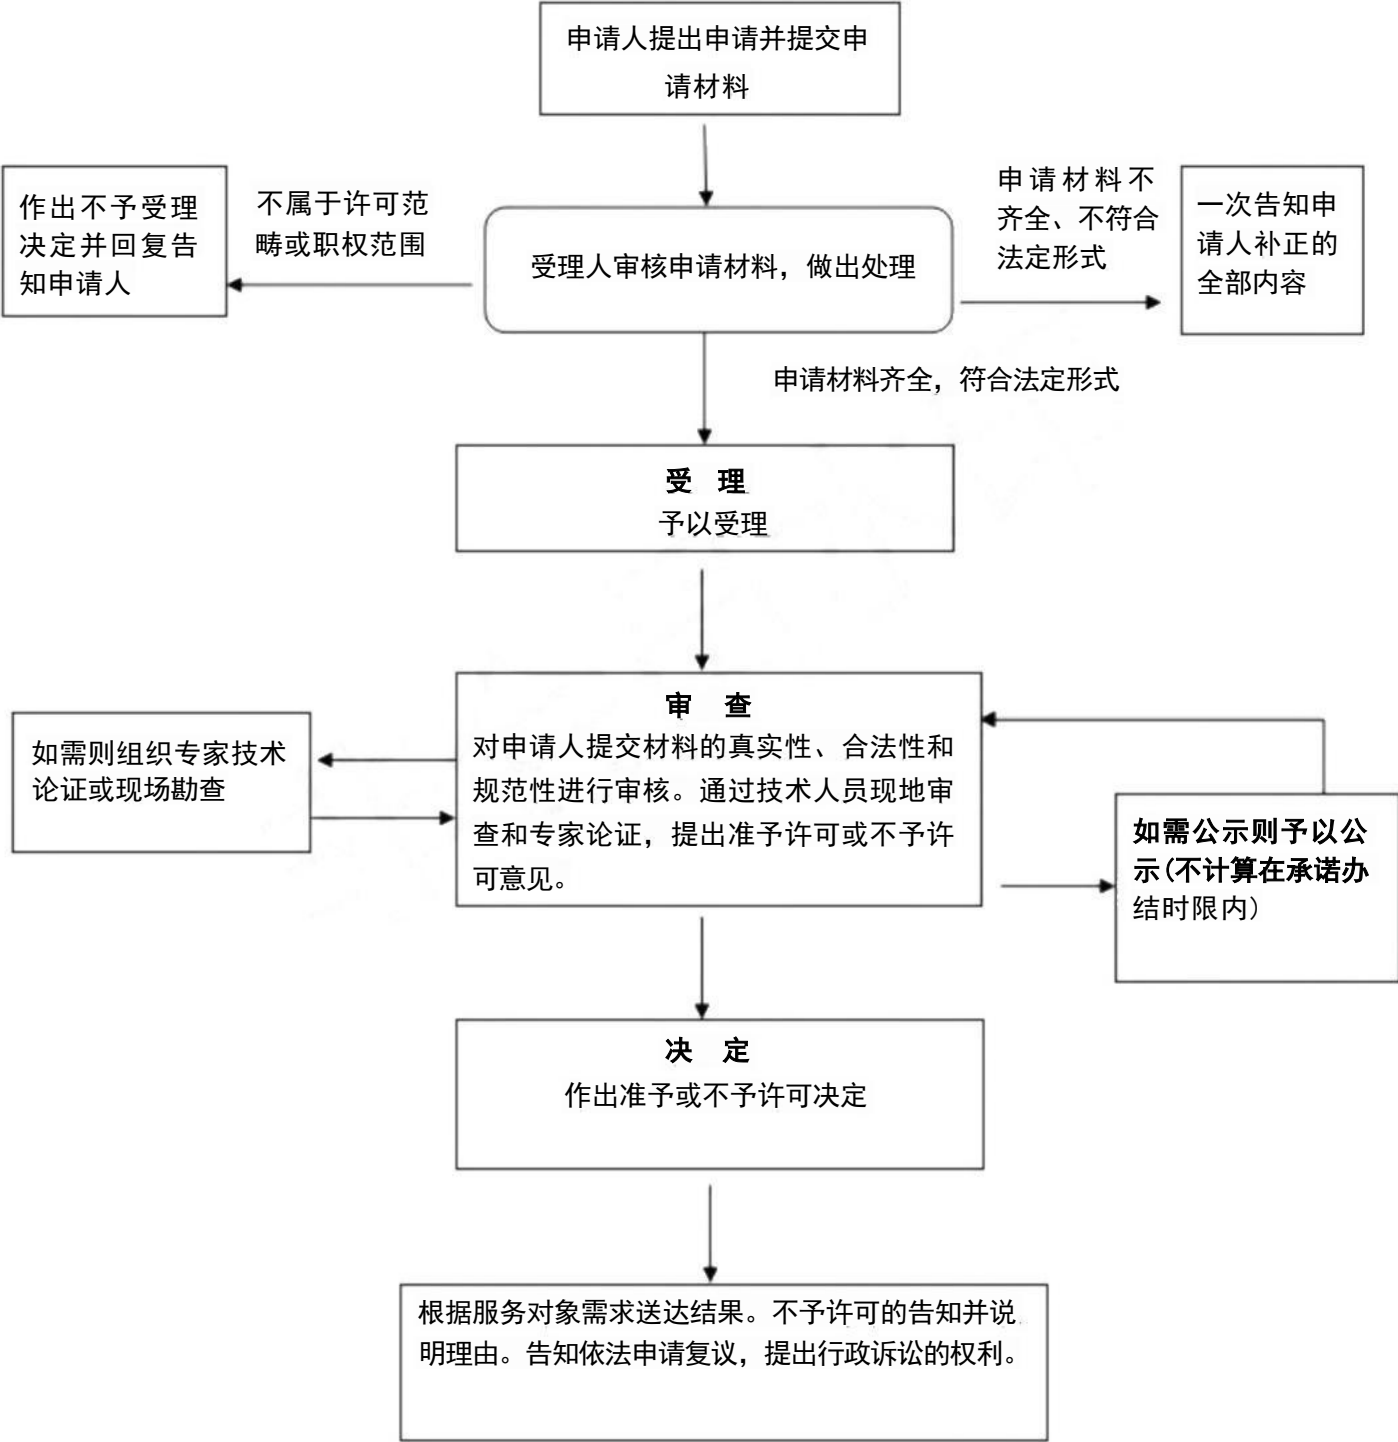 申请人提出申请并提交申
请材料
作出不予受理
决定并回复告
知申请人
不属于许可范
畴或职权范围
受理人审核申请材料，做出处理
申请材料不
齐全、不符合
法定形式
一次告知申
请人补正的
全部内容
申请材料齐全，符合法定形式
受 理
予以受理
审 查
对申请人提交材料的真实性、合法性和
规范性进行审核。通过技术人员现地审
查和专家论证，提出准予许可或不予许
可意见。
如需则组织专家技术
论证或现场勘查
如需公示则予以公
示(不计算在承诺办
结时限内)
决 定
作出准予或不予许可决定
根据服务对象需求送达结果。不予许可的告知并说
明理由。告知依法申请复议，提出行政诉讼的权利。